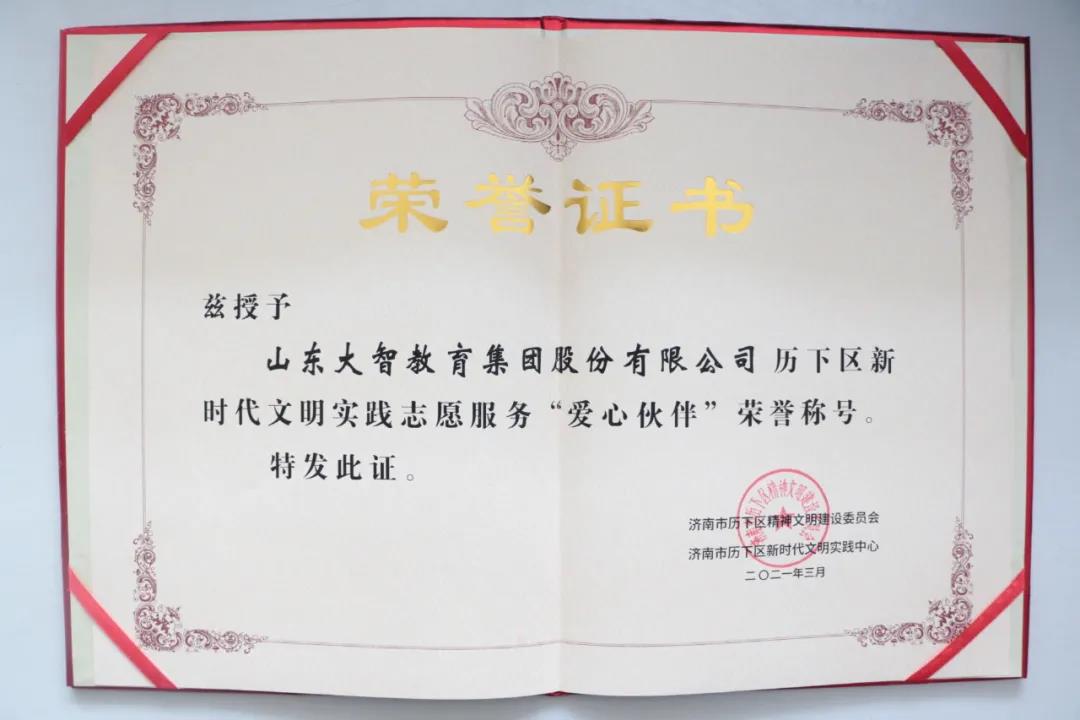 荣誉证书
兹授予
山东大智教育集团股份有限公司历下区新
时代文明实践志愿服务“爱心伙伴”荣誉称号。
特发此证。
济南市历下区精神文明建设委员会
济南市历下区新时代文明实践中心
二〇二一年三月